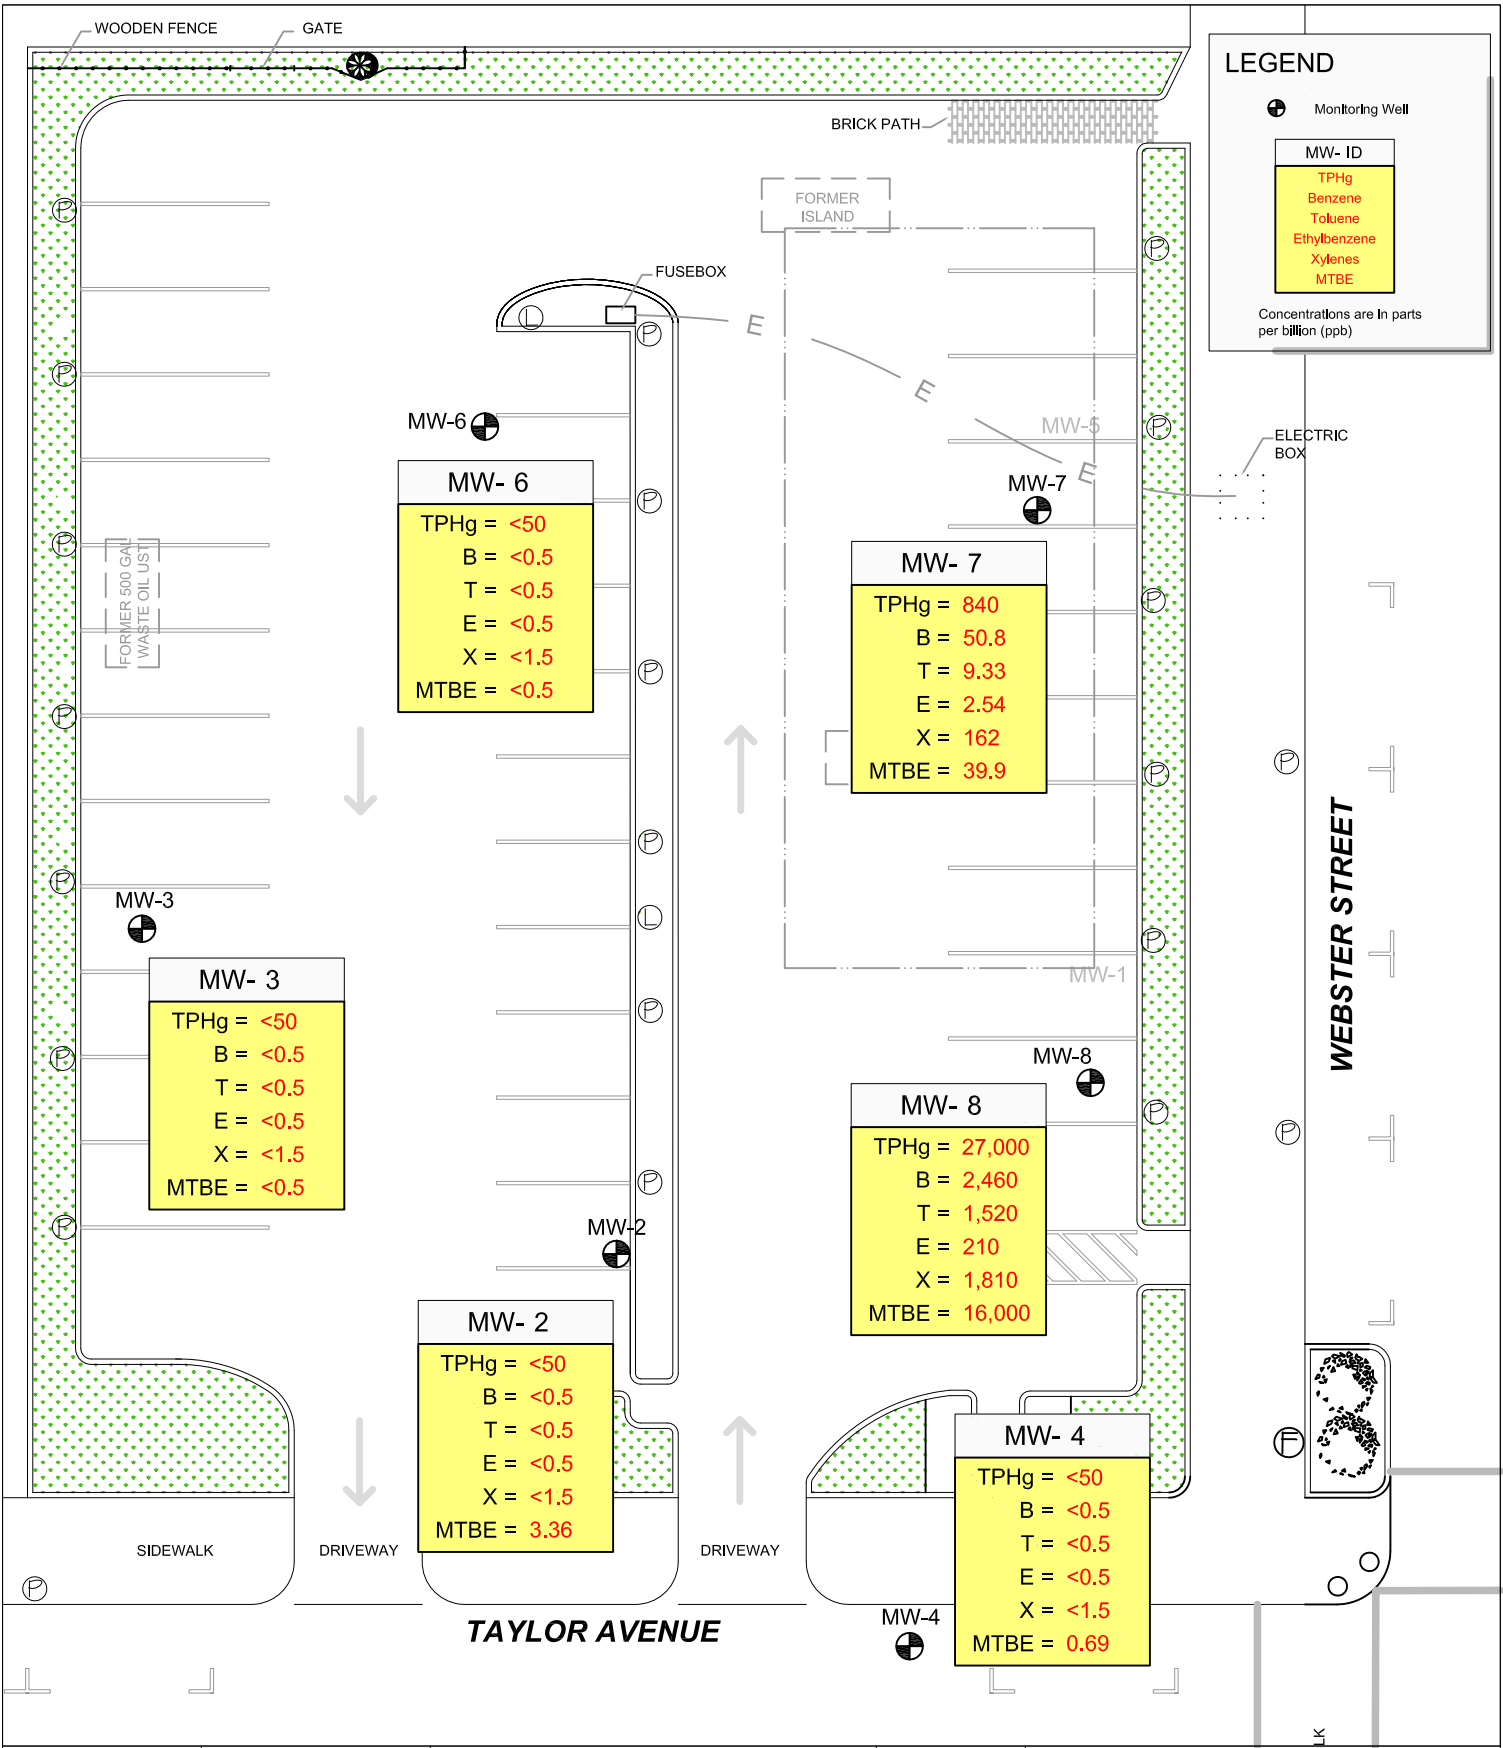 WOODEN FENCE
GATE
LEGEND
Monitoring Well
MW- ID
TPHg
Benzene
Toluene
Ethylbenzene
Xylenes
MTBE
Concentrations are in parts
per billion (ppb)
BRICK PATH
FORMER
ISLAND
FUSEBOX
E
E
E
P
P
P
P
P
P
P
P
P
L
P
P
P
P
L
P
P
P
P
P
P
P
P
P
P
P
P
F
MW-5
ELECTRIC
BOX
MW-6
MW- 6
TPHg = <50
B = <0.5
T = <0.5
E = <0.5
X = <1.5
MTBE = <0.5
MW-7
MW- 7
TPHg = 840
B = 50.8
T = 9.33
E = 2.54
X = 162
MTBE = 39.9
FORMER 500 GAL
WASTE OIL UST
MW-3
MW- 3
TPHg = <50
B = <0.5
T = <0.5
E = <0.5
X = <1.5
MTBE = <0.5
MW-1
MW-8
MW- 8
TPHg = 27,000
B = 2,460
T = 1,520
E = 210
X = 1,810
MTBE = 16,000
WEBSTER STREET
MW-2
MW- 2
TPHg = <50
B = <0.5
T = <0.5
E = <0.5
X = <1.5
MTBE = 3.36
MW- 4
TPHg = <50
B = <0.5
T = <0.5
E = <0.5
X = <1.5
MTBE = 0.69
SIDEWALK
DRIVEWAY
DRIVEWAY
P
TAYLOR AVENUE
MW-4
LK